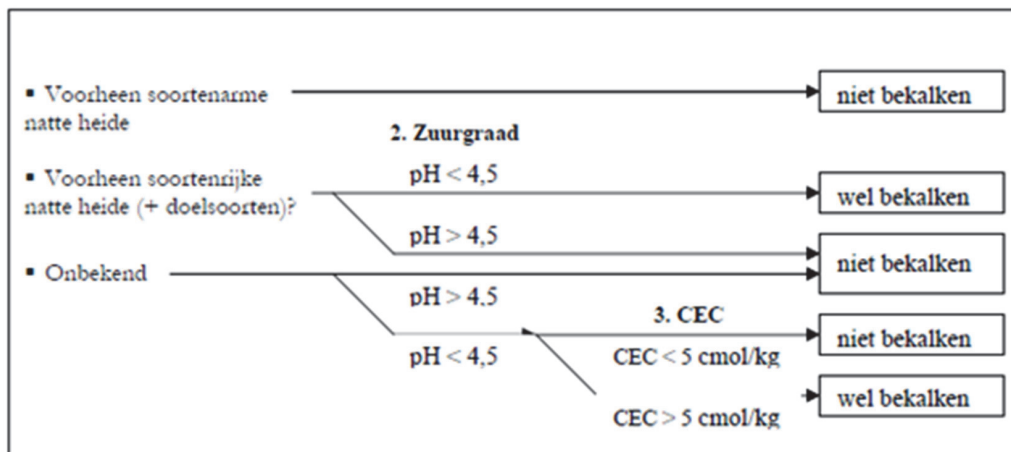 ▪ Voorheen soortenarme
natte heide
niet bekalken
2. Zuurgraad
▪ Voorheen soortenrijke
natte heide (+ doelsoorten)?
pH < 4,5
wel bekalken
pH > 4,5
niet bekalken
▪ Onbekend
pH > 4,5
3. CEC
pH < 4,5
CEC < 5 cmol/kg
niet bekalken
CEC > 5 cmol/kg
wel bekalken